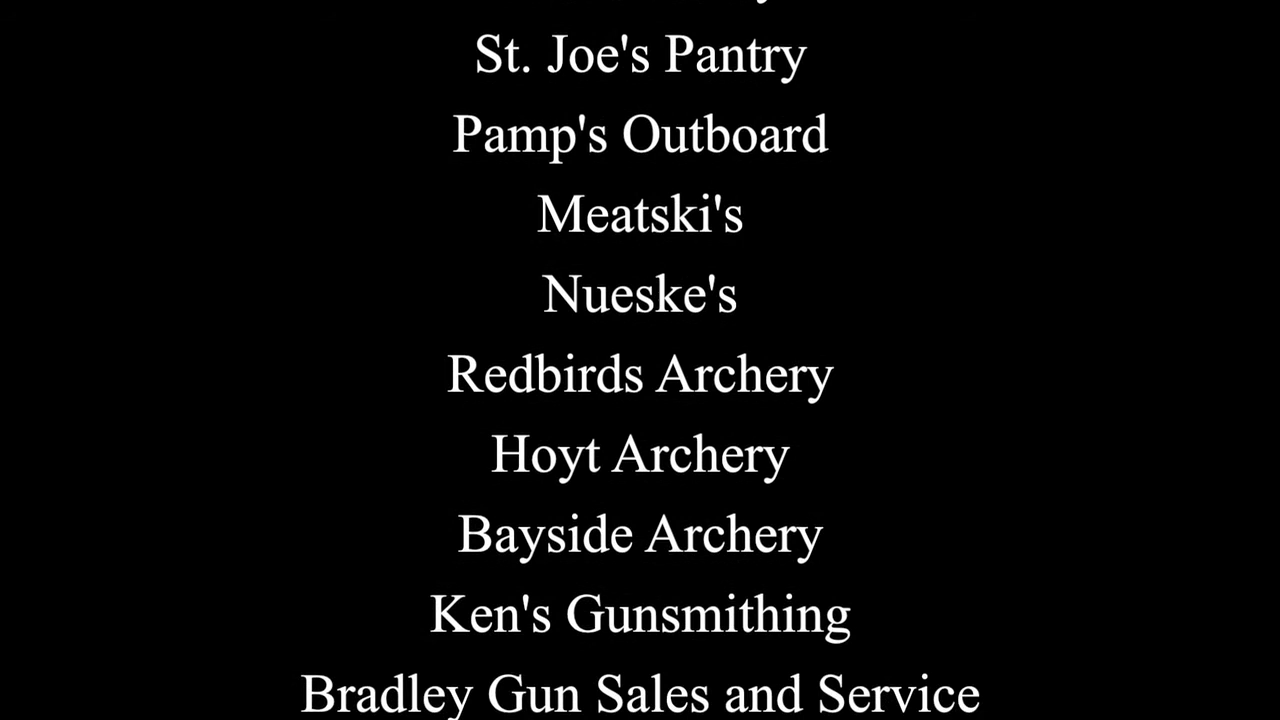 St. Joe's Pantry
Pamp's Outboard
Meatski's
Nueske's
Redbirds Archery
Hoyt Archery
Bayside Archery
Ken's Gunsmithing
Bradley Gun Sales and Service